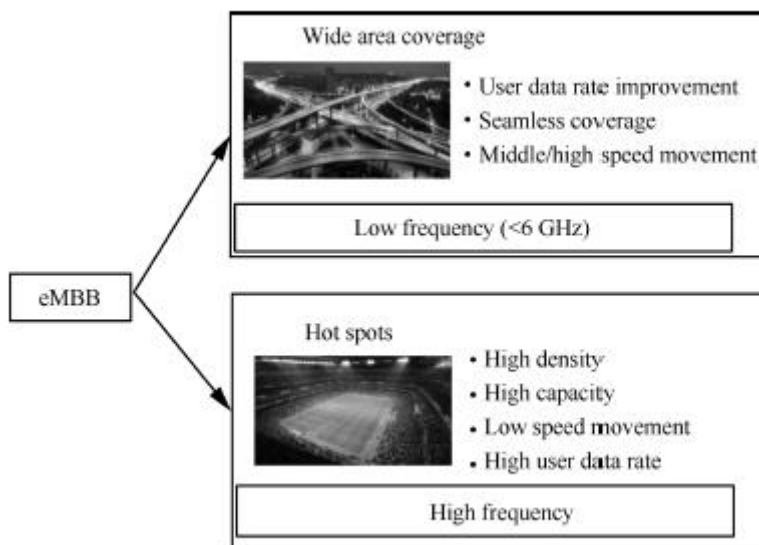 Wide area coverage
• User data rate improvement
• Seamless coverage
• Middle/high speed movement
Low frequency (<6 GHz)
eMBB
Hot spots
• High density
• High capacity
• Low speed movement
• High user data rate
High frequency